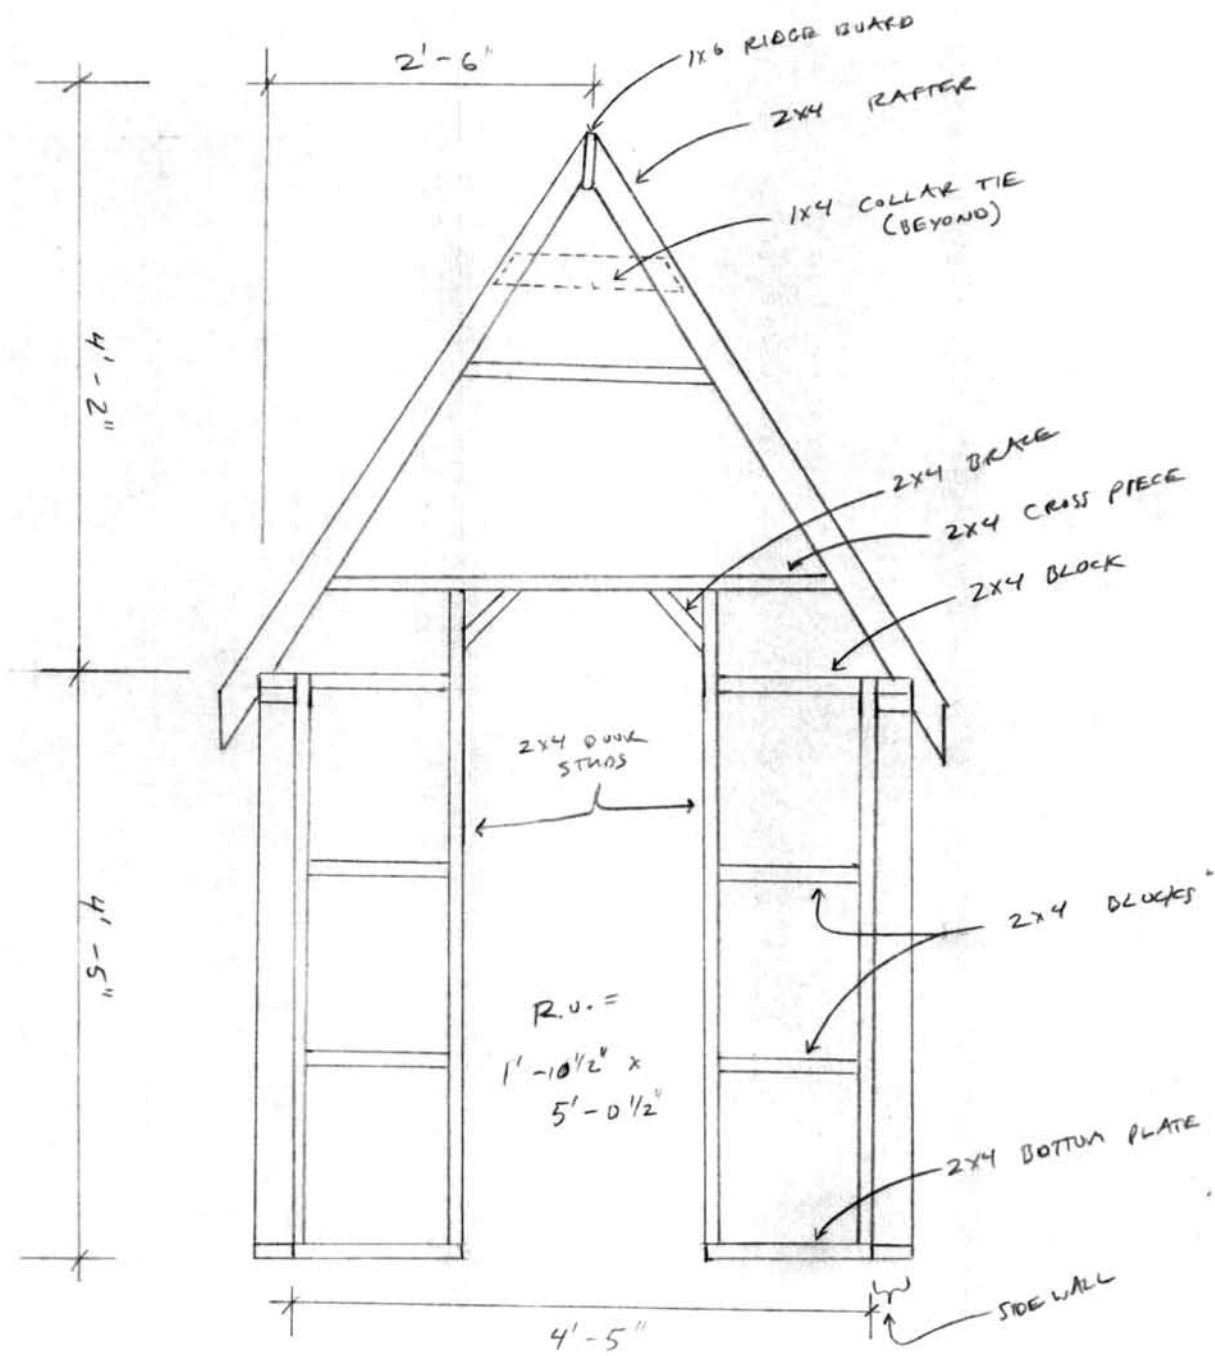 2'-6"
1x6 RIDGE BOARD
2x4 RAFTER
1x4 COLLAR TIE
(BEYOND)
4'-2"
2x4 BRACE
2x4 CROSS PIECE
2x4 BLOCK
2x4 DOOR
STUDS
4'-5"
2x4 BLOCKS
R.O. =
1'-10 1/2" x
5'-0 1/2"
2x4 BOTTOM PLATE
SIDE WALL
4'-5"